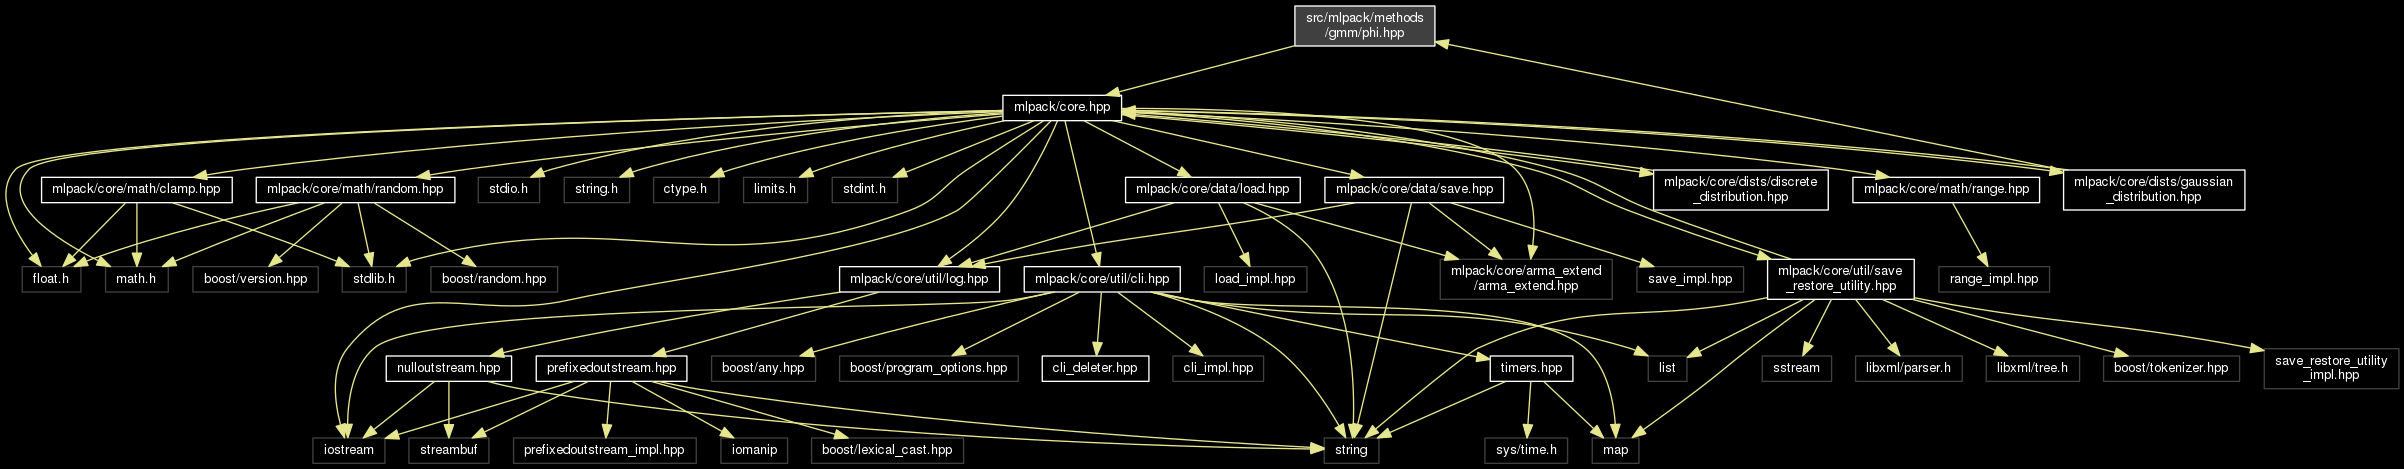 src/mlpack/methods
/gmm/phi.hpp
mlpack/core.hpp
mlpack/core/math/clamp.hpp
mlpack/core/math/random.hpp
stdio.h
string.h
ctype.h
limits.h
stdint.h
mlpack/core/data/load.hpp
mlpack/core/data/save.hpp
mlpack/core/dists/discrete
_distribution.hpp
mlpack/core/math/range.hpp
mlpack/core/dists/gaussian
_distribution.hpp
float.h
math.h
boost/version.hpp
stdlib.h
boost/random.hpp
mlpack/core/util/log.hpp
mlpack/core/util/cli.hpp
load_impl.hpp
mlpack/core/arma_extend
/arma_extend.hpp
save_impl.hpp
mlpack/core/util/save
_restore_utility.hpp
range_impl.hpp
nulloutstream.hpp
prefixedoutstream.hpp
boost/any.hpp
boost/program_options.hpp
cli_deleter.hpp
cli_impl.hpp
timers.hpp
list
sstream
libxml/parser.h
libxml/tree.h
boost/tokenizer.hpp
save_restore_utility
_impl.hpp
iostream
streambuf
prefixedoutstream_impl.hpp
iomanip
boost/lexical_cast.hpp
string
sys/time.h
map